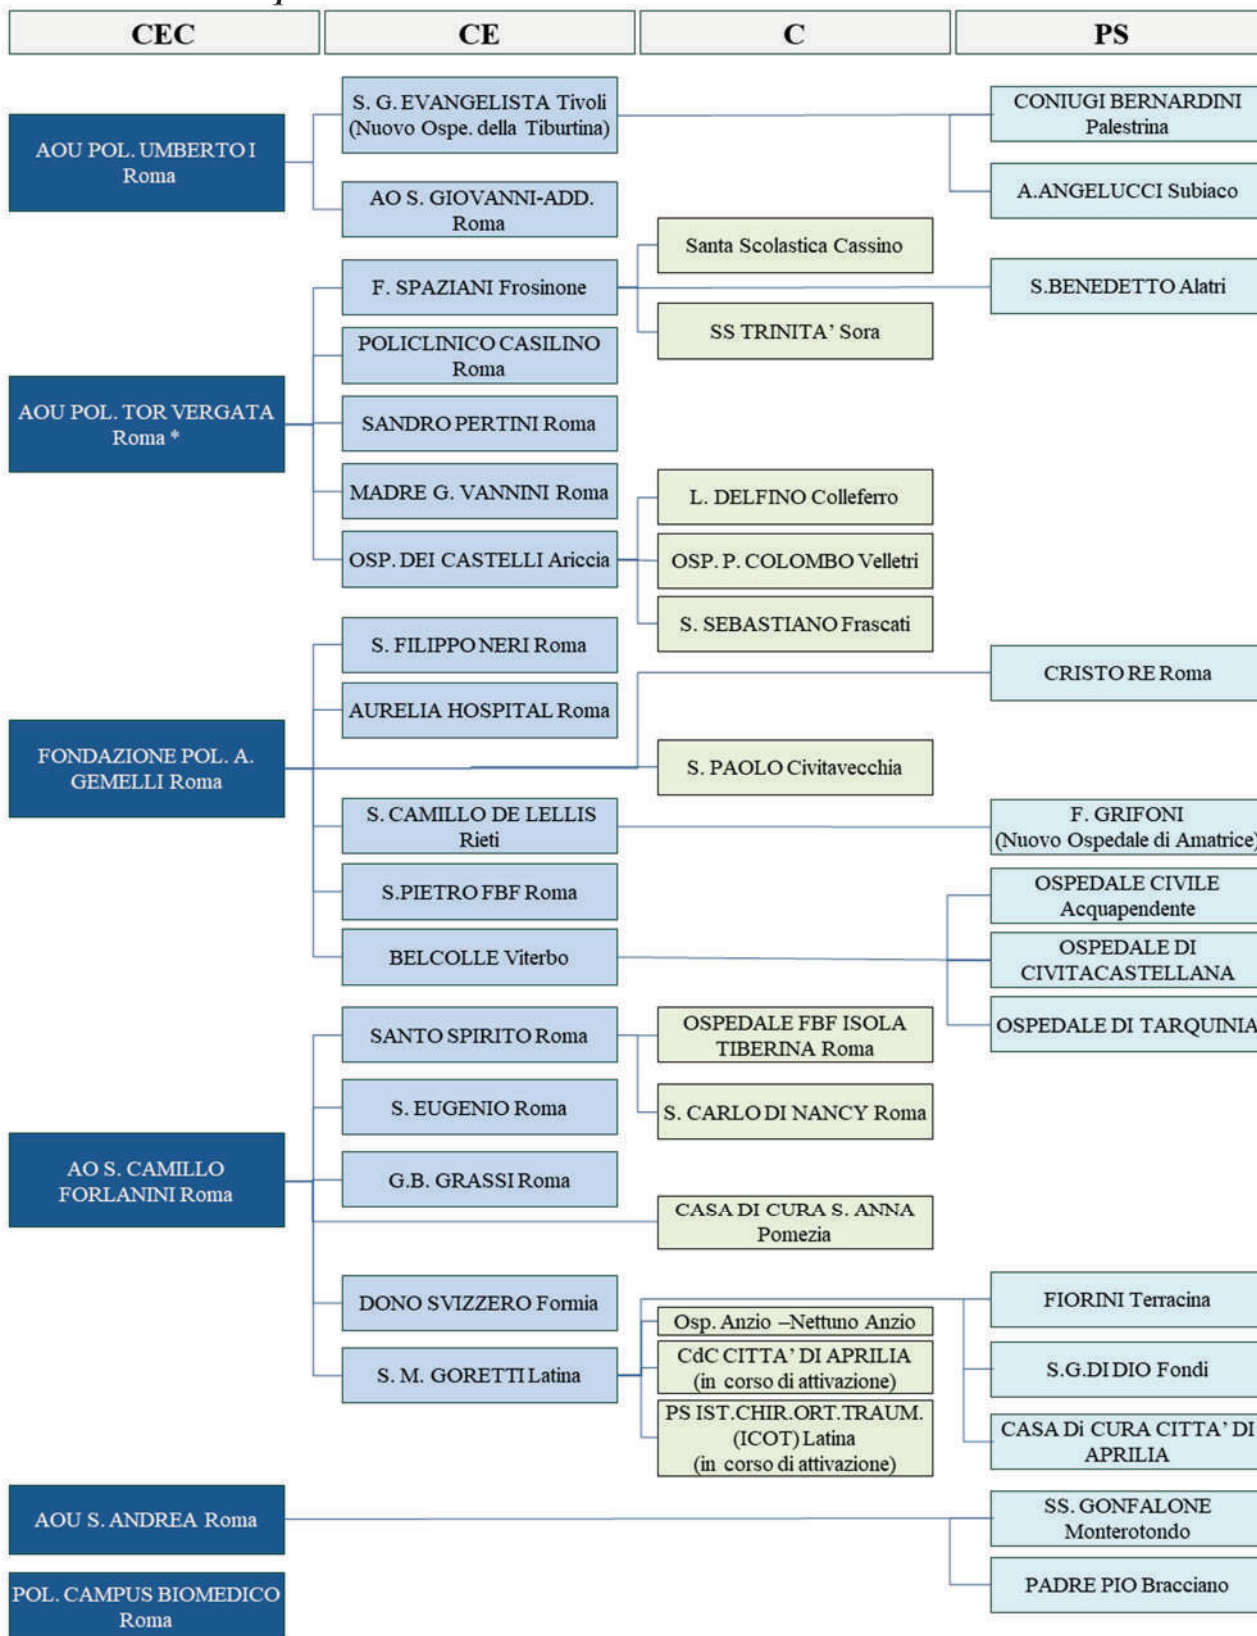 CEC
CE
C
PS
AOU POL. UMBERTO I
Roma
S. G. EVANGELISTA Tivoli
(Nuovo Ospe. della Tiburtina)
AO S. GIOVANNI-ADD.
Roma
CONIUGI BERNARDINI
Palestrina
A.ANGELUCCI Subiaco
AOU POL. TOR VERGATA
Roma *
F. SPAZIANI Frosinone
POLICLINICO CASILINO
Roma
SANDRO PERTINI Roma
MADRE G. VANNINI Roma
OSP. DEI CASTELLI Ariccia
Santa Scolastica Cassino
SS TRINITA’ Sora
S.BENEDETTO Alatri
L. DELFINO Colleferro
OSP. P. COLOMBO Velletri
S. SEBASTIANO Frascati
FONDAZIONE POL. A.
GEMELLI Roma
S. FILIPPO NERI Roma
AURELIA HOSPITAL Roma
S. CAMILLO DE LELLIS
Rieti
S.PIETRO FBF Roma
BELCOLLE Viterbo
S. PAOLO Civitavecchia
CRISTO RE Roma
F. GRIFONI
(Nuovo Ospedale di Amatrice)
OSPEDALE CIVILE
Acquapendente
OSPEDALE DI
CIVITACASTELLANA
OSPEDALE DI TARQUINIA
AO S. CAMILLO
FORLANINI Roma
SANTO SPIRITO Roma
S. EUGENIO Roma
G.B. GRASSI Roma
DONO SVIZZERO Formia
S. M. GORETTI Latina
OSPEDALE FBF ISOLA
TIBERINA Roma
S. CARLO DI NANCY Roma
CASA DI CURA S. ANNA
Pomezia
Osp. Anzio –Nettuno Anzio
CdC CITTA’ DI APRILIA
(in corso di attivazione)
PS IST.CHIR.ORT.TRAUM.
(ICOT) Latina
(in corso di attivazione)
FIORINI Terracina
S.G.DI DIO Fondi
CASA Di CURA CITTA’ DI
APRILIA
AOU S. ANDREA Roma
SS. GONFALONE
Monterotondo
PADRE PIO Bracciano
POL. CAMPUS BIOMEDICO
Roma